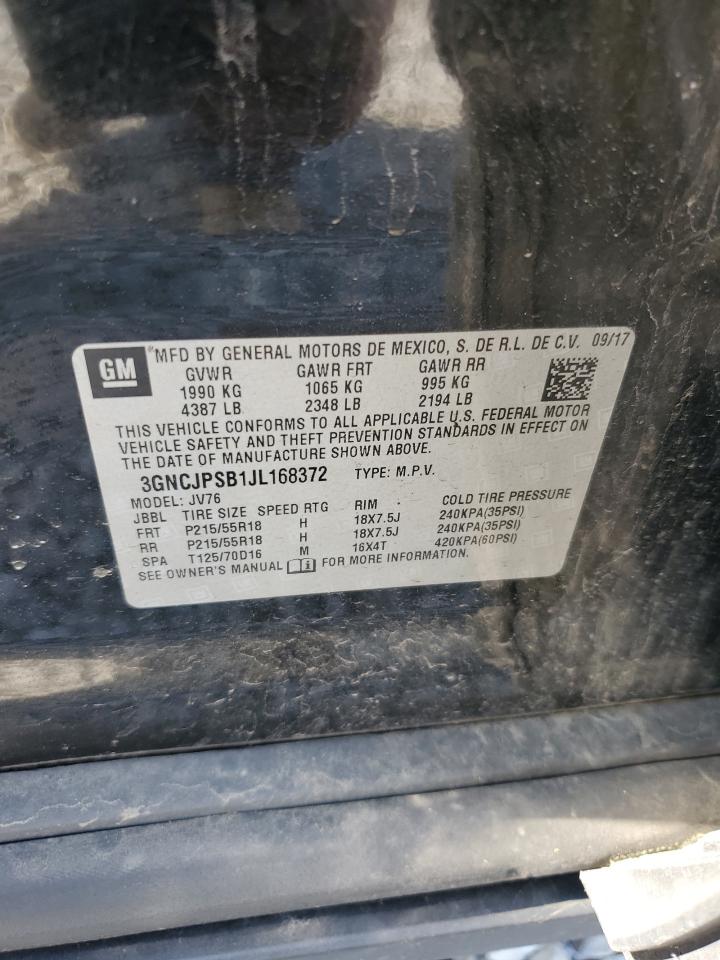 GM
*MFD BY GENERAL MOTORS DE MEXICO, S. DE R.L. DE C.V. 09/17
GVWR GAWR FRT GAWR RR
1990 KG 1065 KG 995 KG
4387 LB 2348 LB 2194 LB
THIS VEHICLE CONFORMS TO ALL APPLICABLE U.S. FEDERAL MOTOR
VEHICLE SAFETY AND THEFT PREVENTION STANDARDS IN EFFECT ON
THE DATE OF MANUFACTURE SHOWN ABOVE.
3GNCJPSB1JL168372 TYPE: M.P.V.
MODEL: JV76
JBBL TIRE SIZE SPEED RTG RIM COLD TIRE PRESSURE
FRT P215/55R18 H 18X7.5J 240KPA(35PSI)
RR P215/55R18 H 18X7.5J 240KPA(35PSI)
SPA T125/70D16 M 16X4T 420KPA(60PSI)
SEE OWNER'S MANUAL FOR MORE INFORMATION.